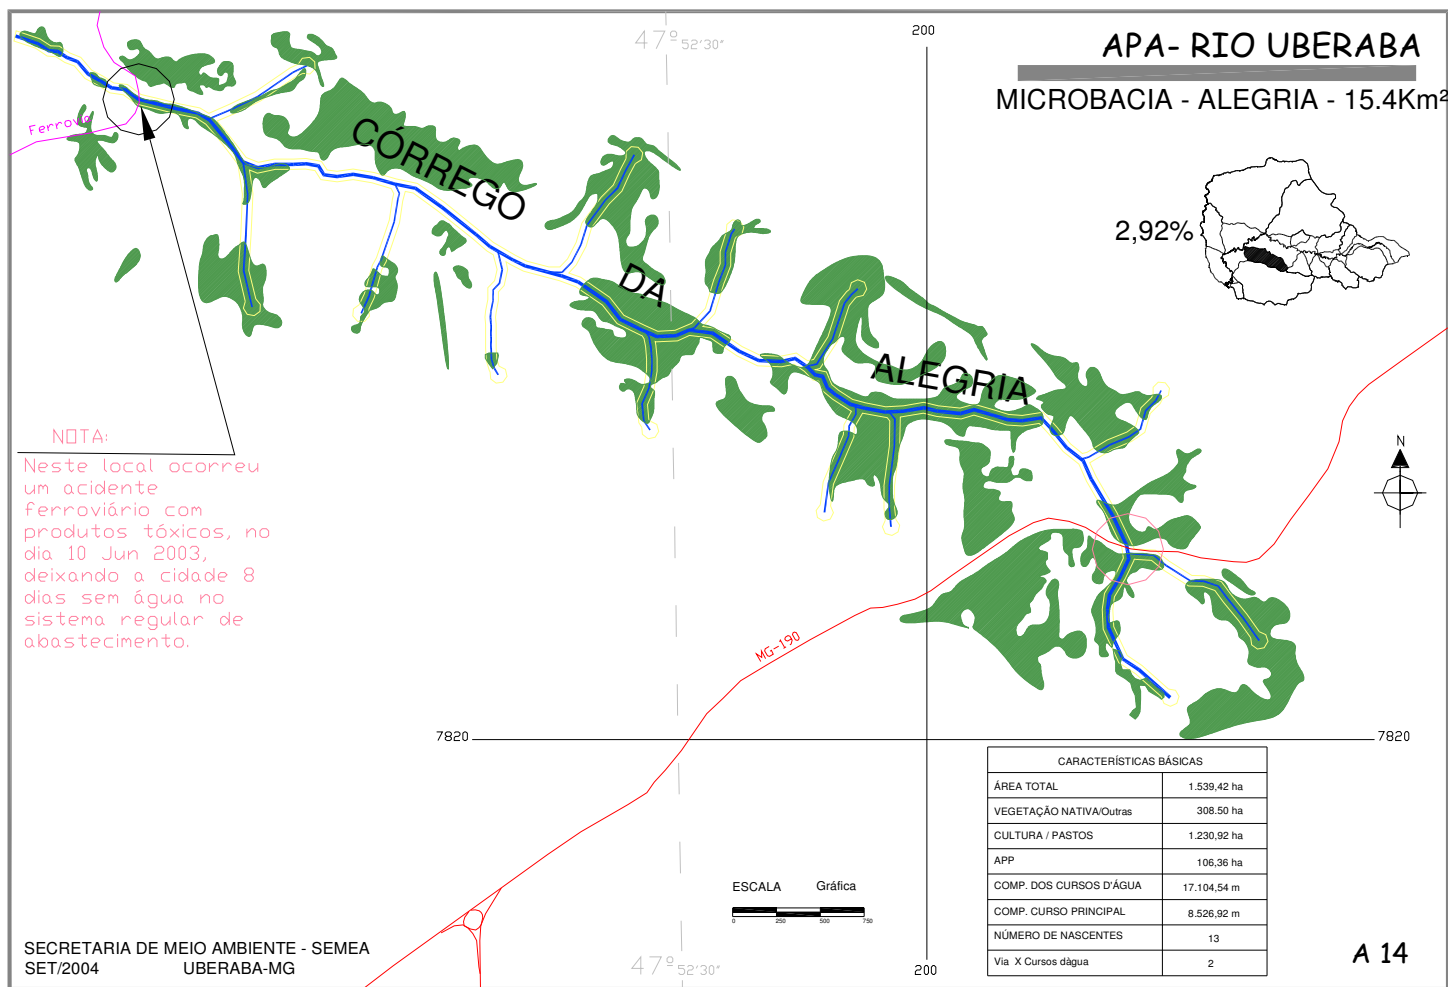 47º52'30"
200
APA- RIO UBERABA
MICROBACIA - ALEGRIA - 15.4Km²
Ferrovia
CÓRREGO
DA
ALEGRIA
2,92%
N
NOTA:
Neste local ocorreu
um acidente
ferroviário com
produtos tóxicos, no
dia 10 Jun 2003,
deixando a cidade 8
dias sem água no
sistema regular de
abastecimento.
MG-190
7820
7820
CARACTERÍSTICAS BÁSICAS
ÁREA TOTAL 1.539,42 ha
VEGETAÇÃO NATIVA/Outras 308.50 ha
CULTURA / PASTOS 1.230,92 ha
APP 106,36 ha
COMP. DOS CURSOS D'ÁGUA 17.104,54 m
COMP. CURSO PRINCIPAL 8.526,92 m
NÚMERO DE NASCENTES 13
Via X Cursos dàgua 2
ESCALA Gráfica
0 250 500 750
SECRETARIA DE MEIO AMBIENTE - SEMEA
SET/2004 UBERABA-MG
47º52'30"
200
A 14